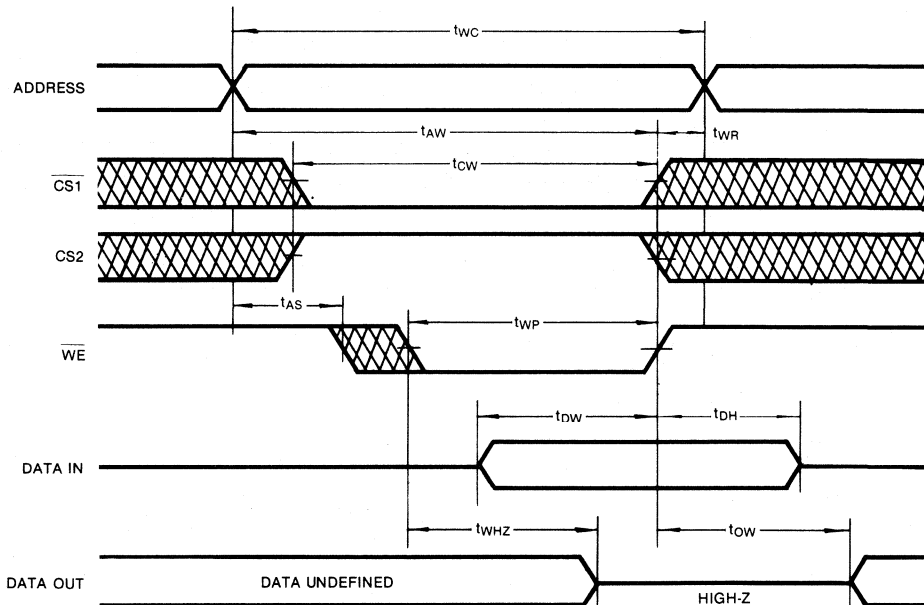 tWC
ADDRESS
tAW
tWR
CS1
tCW
CS2
tAS
tWP
WE
tDW
tDH
DATA IN
tWHZ
tOW
DATA OUT
DATA UNDEFINED
HIGH-Z